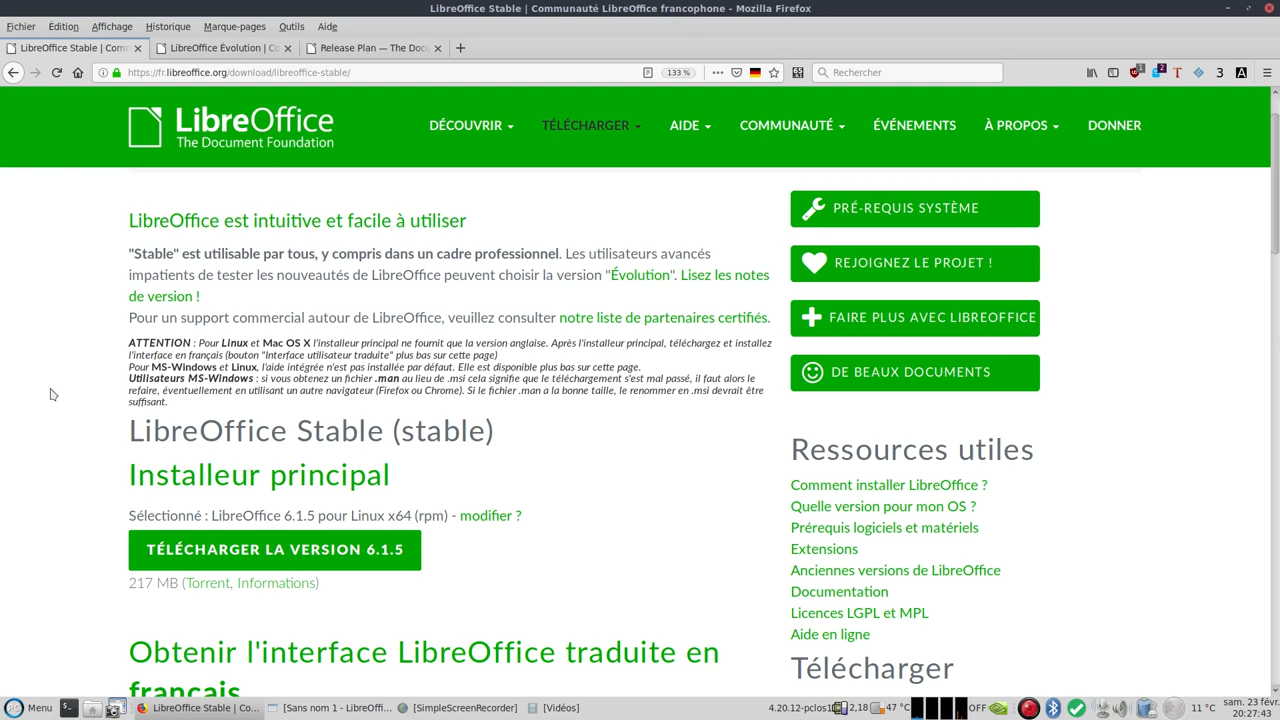 LibreOffice Stable | Communauté LibreOffice francophone - Mozilla Firefox
Fichier Édition Affichage Historique Marque-pages Outils Aide
LibreOffice Stable | Comm LibreOffice Évolution | Co Release Plan — The Docu
https://fr.libreoffice.org/download/libreoffice-stable/ 133 % Rechercher 1 2 T 3 A
LibreOffice
The Document Foundation
DÉCOUVRIR TÉLÉCHARGER AIDE COMMUNAUTÉ ÉVÉNEMENTS À PROPOS DONNER
LibreOffice est intuitive et facile à utiliser
"Stable" est utilisable par tous, y compris dans un cadre professionnel. Les utilisateurs avancés
impatients de tester les nouveautés de LibreOffice peuvent choisir la version "Évolution". Lisez les notes
de version !
Pour un support commercial autour de LibreOffice, veuillez consulter notre liste de partenaires certifiés.
ATTENTION : Pour Linux et Mac OS X l'installeur principal ne fournit que la version anglaise. Après l'installeur principal, téléchargez et installez
l'interface en français (bouton "Interface utilisateur traduite" plus bas sur cette page)
Pour MS-Windows et Linux, l'aide intégrée n'est pas installée par défaut. Elle est disponible plus bas sur cette page.
Utilisateurs MS-Windows : si vous obtenez un fichier .man au lieu de .msi cela signifie que le téléchargement s'est mal passé, il faut alors le
refaire, éventuellement en utilisant un autre navigateur (Firefox ou Chrome). Si le fichier .man a la bonne taille, le renommer en .msi devrait être
suffisant.
LibreOffice Stable (stable)
Installeur principal
Sélectionné : LibreOffice 6.1.5 pour Linux x64 (rpm) - modifier ?
TÉLÉCHARGER LA VERSION 6.1.5
217 MB (Torrent, Informations)
Obtenir l'interface LibreOffice traduite en
français
PRÉ-REQUIS SYSTÈME
REJOIGNEZ LE PROJET !
FAIRE PLUS AVEC LIBREOFFICE
DE BEAUX DOCUMENTS
Ressources utiles
Comment installer LibreOffice ?
Quelle version pour mon OS ?
Prérequis logiciels et matériels
Extensions
Anciennes versions de LibreOffice
Documentation
Licences LGPL et MPL
Aide en ligne
Télécharger
Menu LibreOffice Stable | Co... [Sans nom 1 - LibreOffi... [SimpleScreenRecorder] [Vidéos] 4.20.12-pclos1 2,18 47 °C OFF 11 °C sam. 23 févr
20:27:43